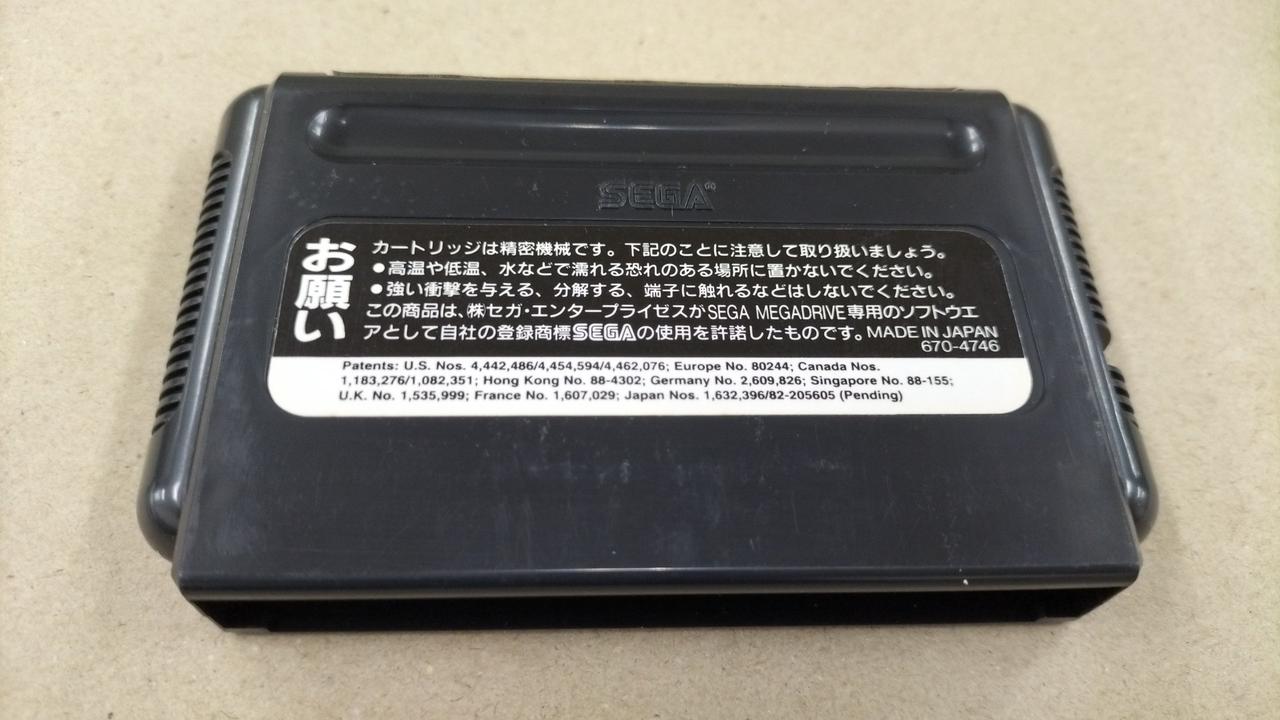 SEGA®
お願い
カートリッジは精密機械です。下記のことに注意して取り扱いましょう。
●高温や低温、水などで濡れる恐れのある場所に置かないでください。
●強い衝撃を与える、分解する、端子に触れるなどはしないでください。
この商品は、㈱セガ・エンタープライゼスがSEGA MEGADRIVE専用のソフトウエ
アとして自社の登録商標SEGAの使用を許諾したものです。MADE IN JAPAN
670-4746
Patents: U.S. Nos. 4,442,486/4,454,594/4,462,076; Europe No. 80244; Canada Nos.
1,183,276/1,082,351; Hong Kong No. 88-4302; Germany No. 2,609,826; Singapore No. 88-155;
U.K. No. 1,535,999; France No. 1,607,029; Japan Nos. 1,632,396/82-205605 (Pending)